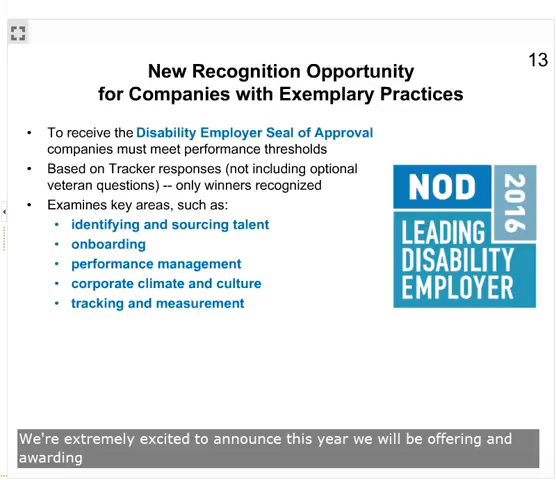 13
New Recognition Opportunity
for Companies with Exemplary Practices
• To receive the Disability Employer Seal of Approval
companies must meet performance thresholds
• Based on Tracker responses (not including optional
veteran questions) -- only winners recognized
• Examines key areas, such as:
• identifying and sourcing talent
• onboarding
• performance management
• corporate climate and culture
• tracking and measurement
NOD
2016
LEADING
DISABILITY
EMPLOYER
We're extremely excited to announce this year we will be offering and
awarding